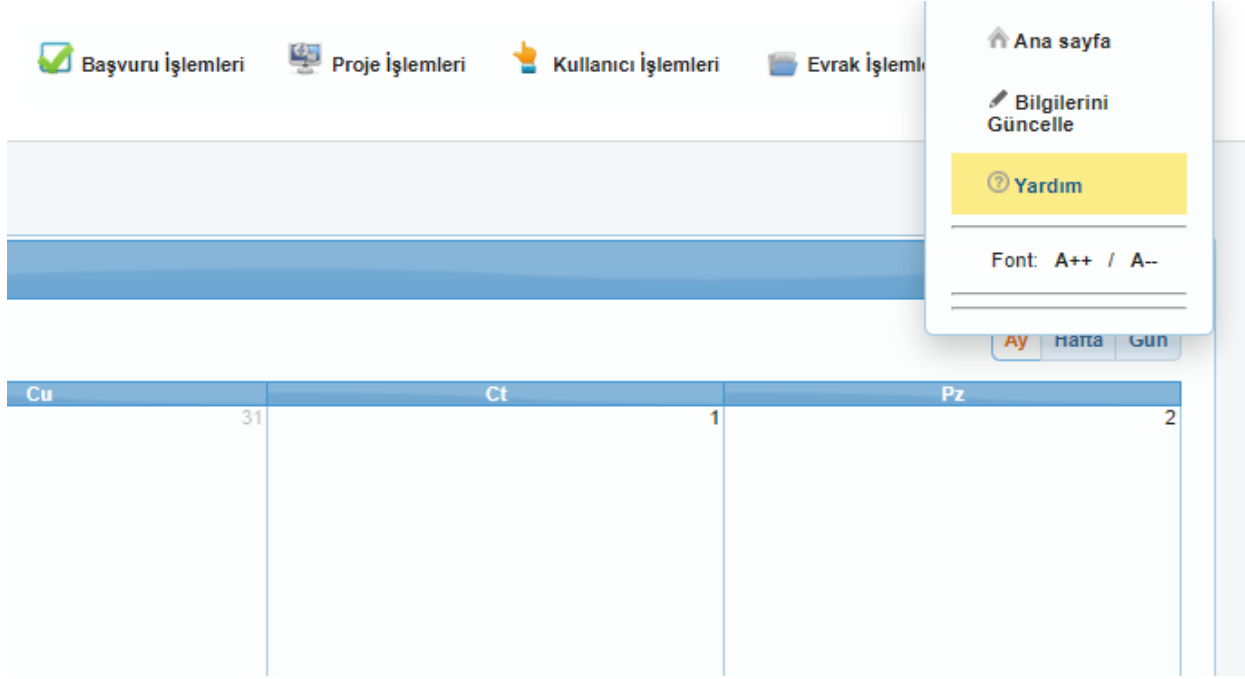 Başvuru İşlemleri Proje İşlemleri Kullanıcı İşlemleri Evrak
Ana sayfa
Bilgilerini
Güncelle
Yardım
Font: A++ / A--
Ay Hafta Gün
Cu Ct Pz
31 1 2